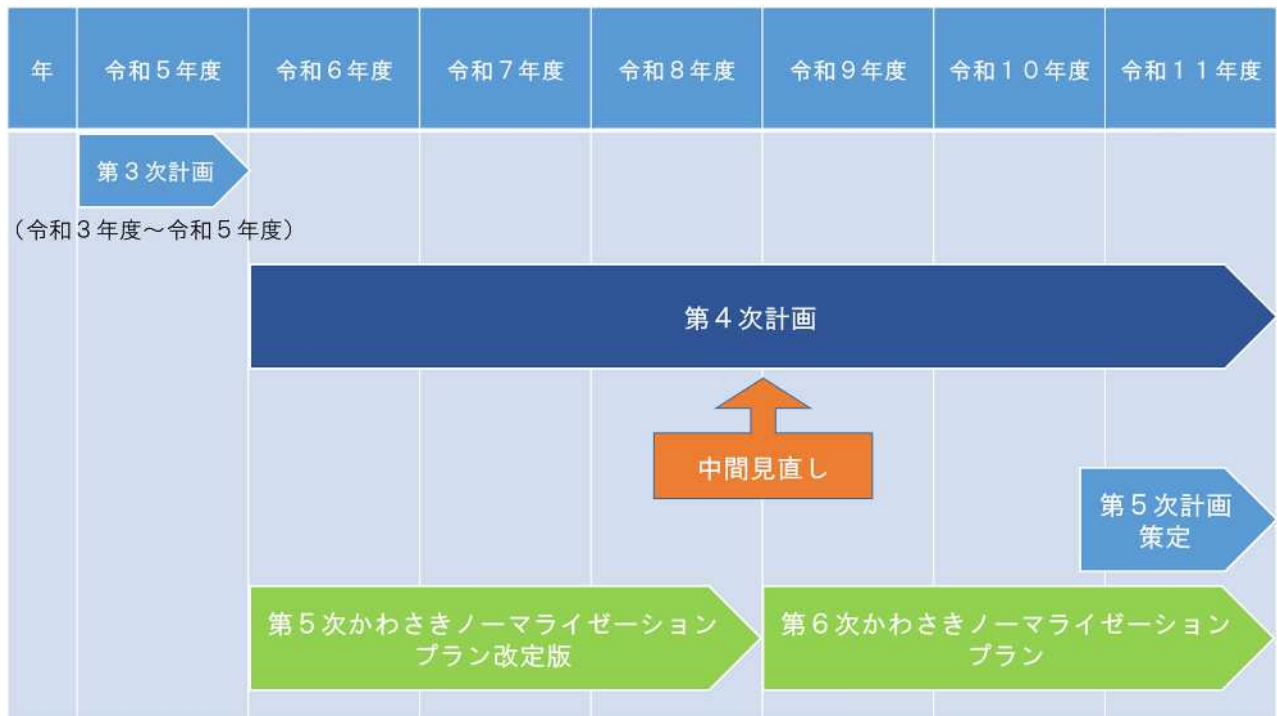 年
令和５年度
令和６年度
令和７年度
令和８年度
令和９年度
令和１０年度
令和１１年度
第３次計画
（令和３年度～令和５年度）
第４次計画
中間見直し
第５次計画
策定
第５次かわさきノーマライゼーション
プラン改定版
第６次かわさきノーマライゼーション
プラン